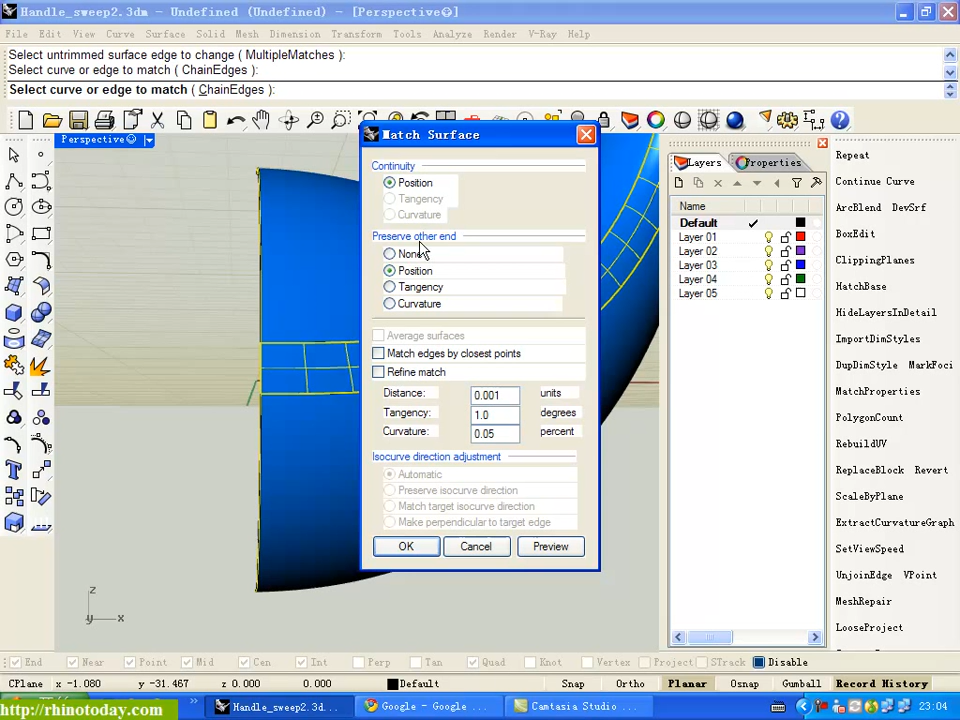 Handle_sweep2.3dm - Undefined (Undefined) - [Perspective]
File Edit View Curve Surface Solid Mesh Dimension Transform Tools Analyze Render V-Ray Help
Select untrimmed surface edge to change ( MultipleMatches ):
Select curve or edge to match ( ChainEdges ):
Select curve or edge to match ( ChainEdges ):
Perspective
Match Surface
Continuity
Position
Tangency
Curvature
Preserve other end
None
Position
Tangency
Curvature
Average surfaces
Match edges by closest points
Refine match
Distance: 0.001 units
Tangency: 1.0 degrees
Curvature: 0.05 percent
Isocurve direction adjustment
Automatic
Preserve isocurve direction
Match target isocurve direction
Make perpendicular to target edge
OK Cancel Preview
Layers Properties
Name
Default
Layer 01
Layer 02
Layer 03
Layer 04
Layer 05
Repeat
Continue Curve
ArcBlend DevSrf
BoxEdit
ClippingPlanes
HatchBase
HideLayersInDetail
ImportDimStyles
DupDimStyle MarkFoci
MatchProperties
PolygonCount
RebuildUV
ReplaceBlock Revert
ScaleByPlane
ExtractCurvatureGraph
SetViewSpeed
UnjoinEdge VPoint
MeshRepair
LooseProject
z
y x
End Near Point Mid Cen Int Perp Tan Quad Knot Vertex Project STrack Disable
CPlane x -1.080 y -31.467 z 0.000 0.000 Default Snap Ortho Planar Osnap Gumball Record History
http://rhinotoday.com Handle_sweep2.3d... Google - Google ... Camtasia Studio ... 23:04